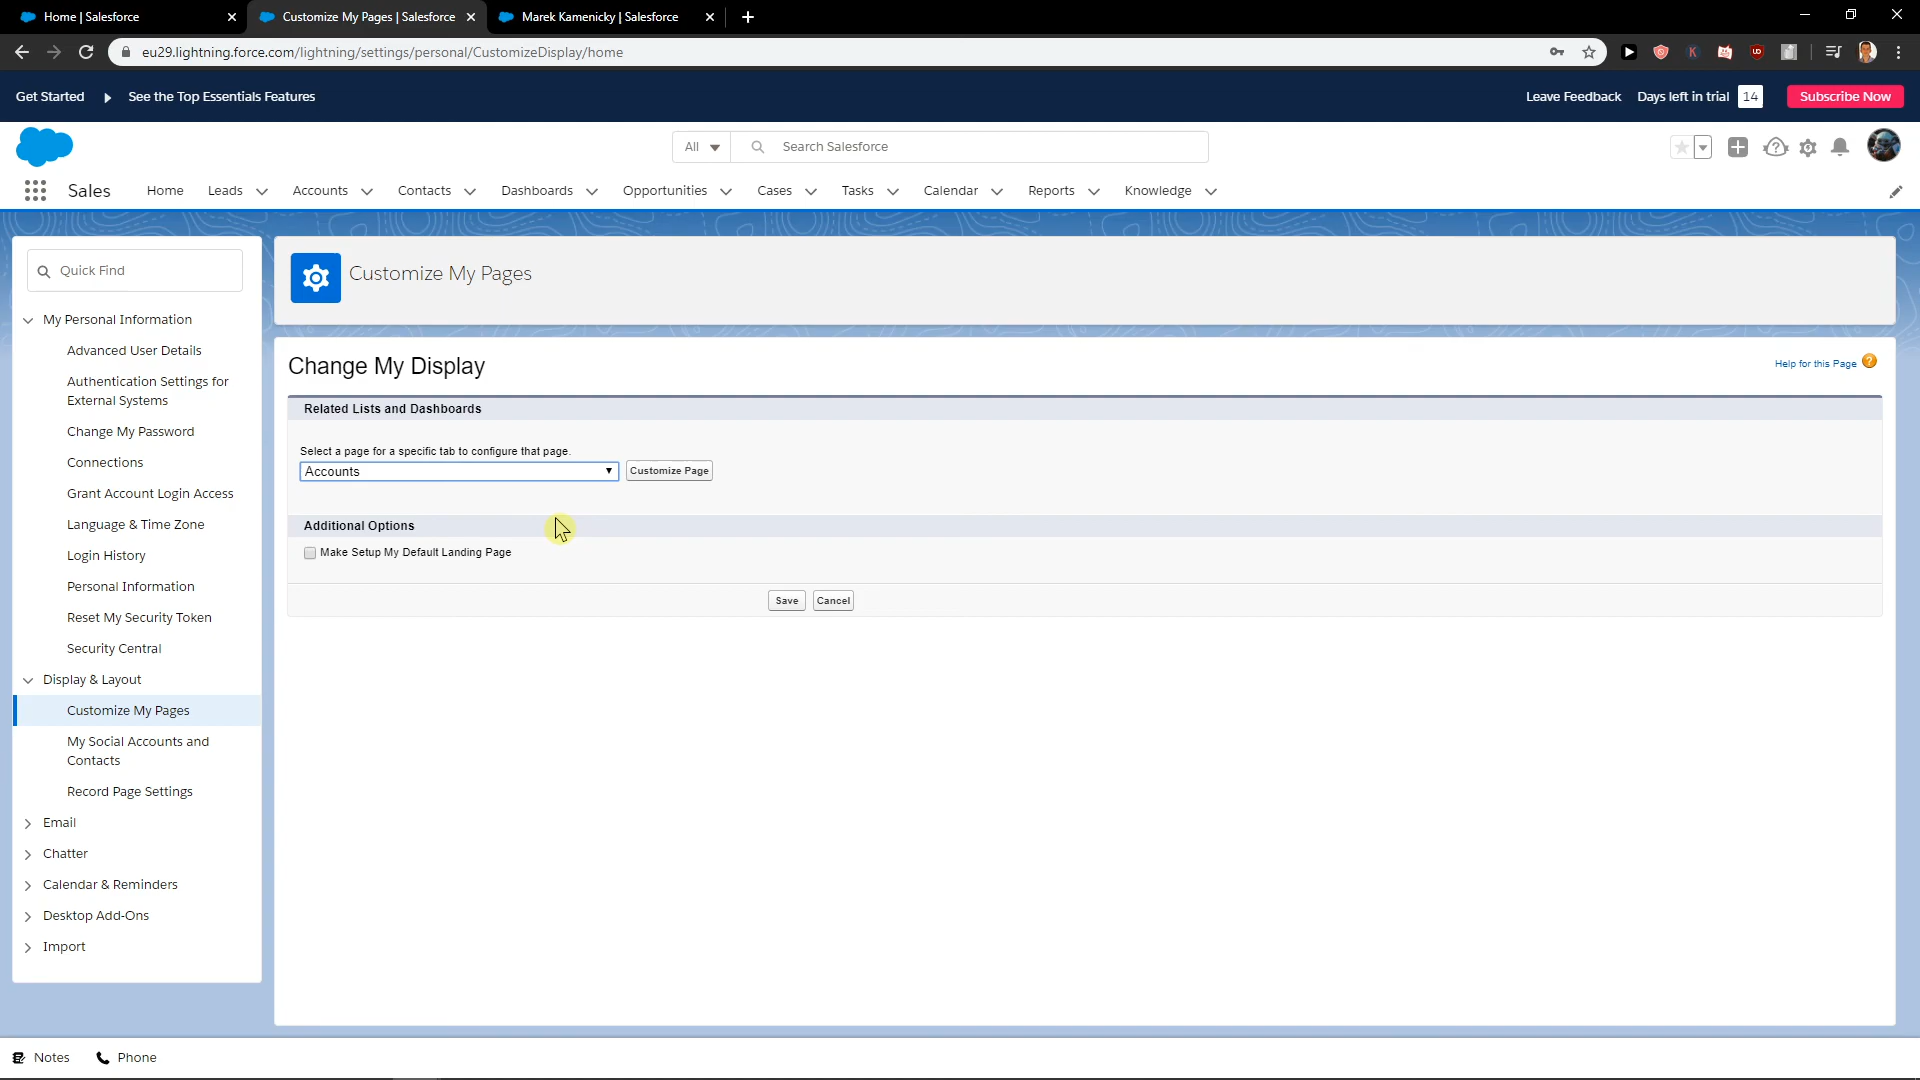 Home | Salesforce
Customize My Pages | Salesforce
Marek Kamenicky | Salesforce
eu29.lightning.force.com/lightning/settings/personal/CustomizeDisplay/home
Get Started
See the Top Essentials Features
Leave Feedback
Days left in trial
14
Subscribe Now
All
Search Salesforce
Sales
Home
Leads
Accounts
Contacts
Dashboards
Opportunities
Cases
Tasks
Calendar
Reports
Knowledge
Quick Find
My Personal Information
Advanced User Details
Authentication Settings for
External Systems
Change My Password
Connections
Grant Account Login Access
Language & Time Zone
Login History
Personal Information
Reset My Security Token
Security Central
Display & Layout
Customize My Pages
My Social Accounts and
Contacts
Record Page Settings
Email
Chatter
Calendar & Reminders
Desktop Add-Ons
Import
Customize My Pages
Change My Display
Help for this Page
Related Lists and Dashboards
Select a page for a specific tab to configure that page.
Accounts
Customize Page
Additional Options
Make Setup My Default Landing Page
Save
Cancel
Notes
Phone